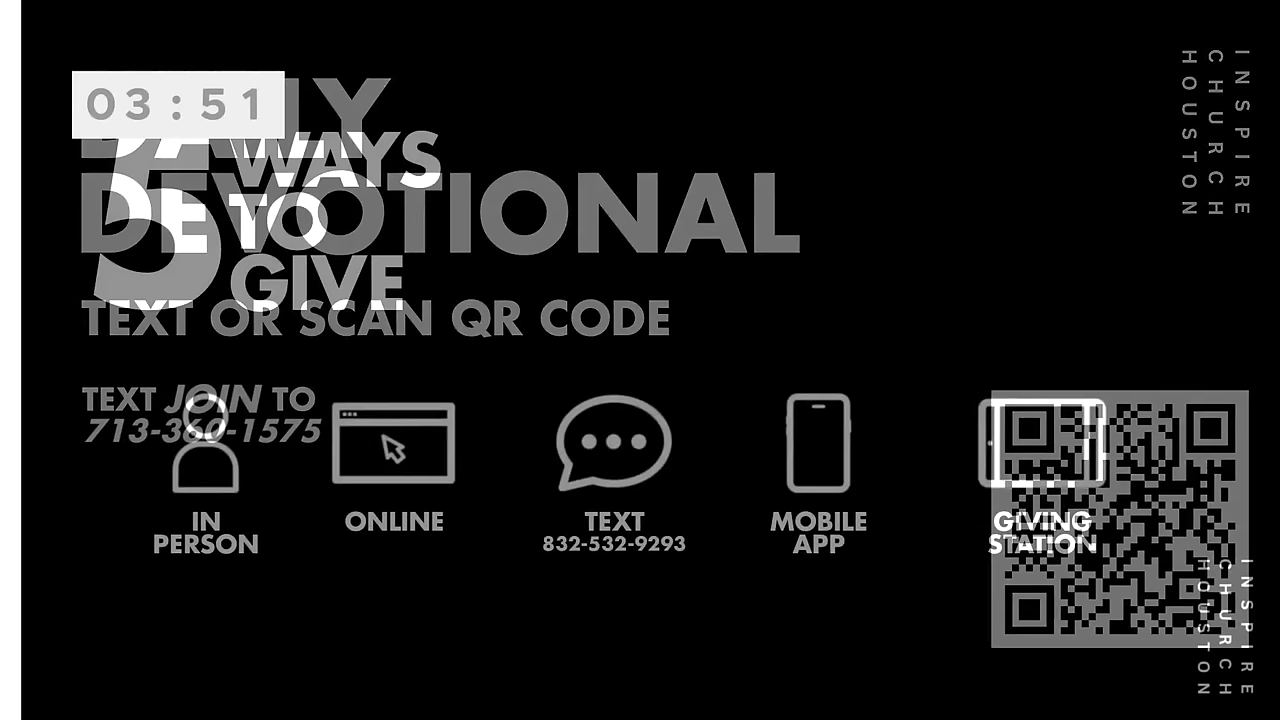 03:51
DAILY
DEVOTIONAL
5
WAYS
TO
GIVE
TEXT OR SCAN QR CODE
TEXT JOIN TO
713-360-1575
IN
PERSON
ONLINE
TEXT
832-532-9293
MOBILE
APP
GIVING
STATION
INSPIRE
CHURCH
HOUSTON
INSPIRE
CHURCH
HOUSTON